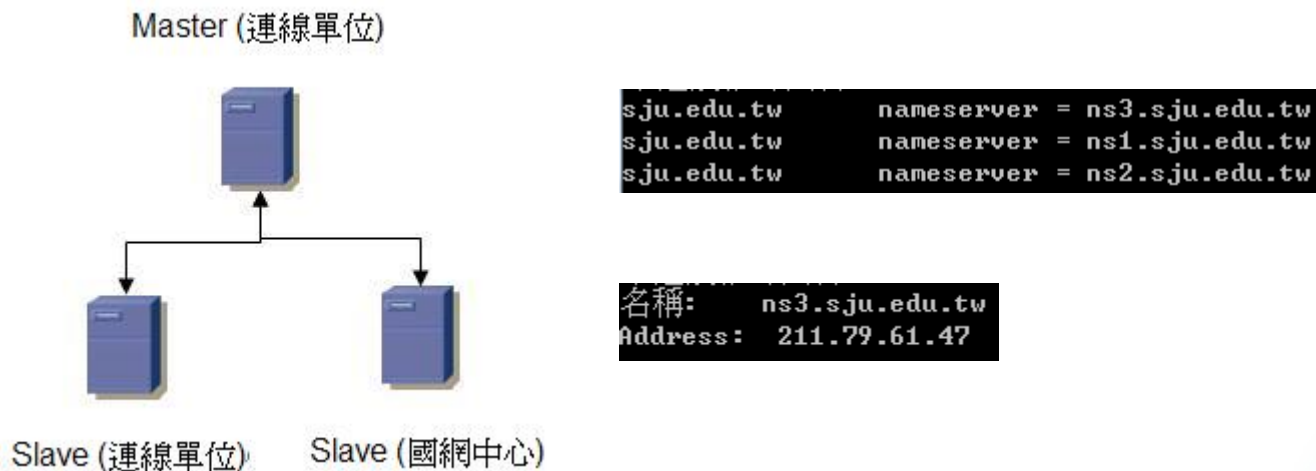 Master (連線單位)
sju.edu.tw nameserver = ns3.sju.edu.tw
sju.edu.tw nameserver = ns1.sju.edu.tw
sju.edu.tw nameserver = ns2.sju.edu.tw
名稱: ns3.sju.edu.tw
Address: 211.79.61.47
Slave (連線單位)
Slave (國網中心)